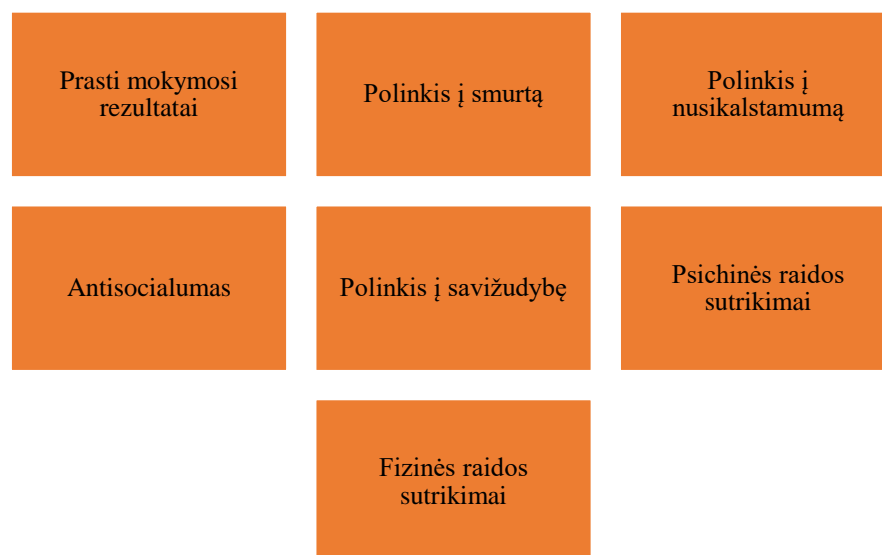 Prasti mokymosi
rezultatai
Polinkis į smurtą
Polinkis į
nusikalstamumą
Antisocialumas
Polinkis į savižudybę
Psichinės raidos
sutrikimai
Fizinės raidos
sutrikimai